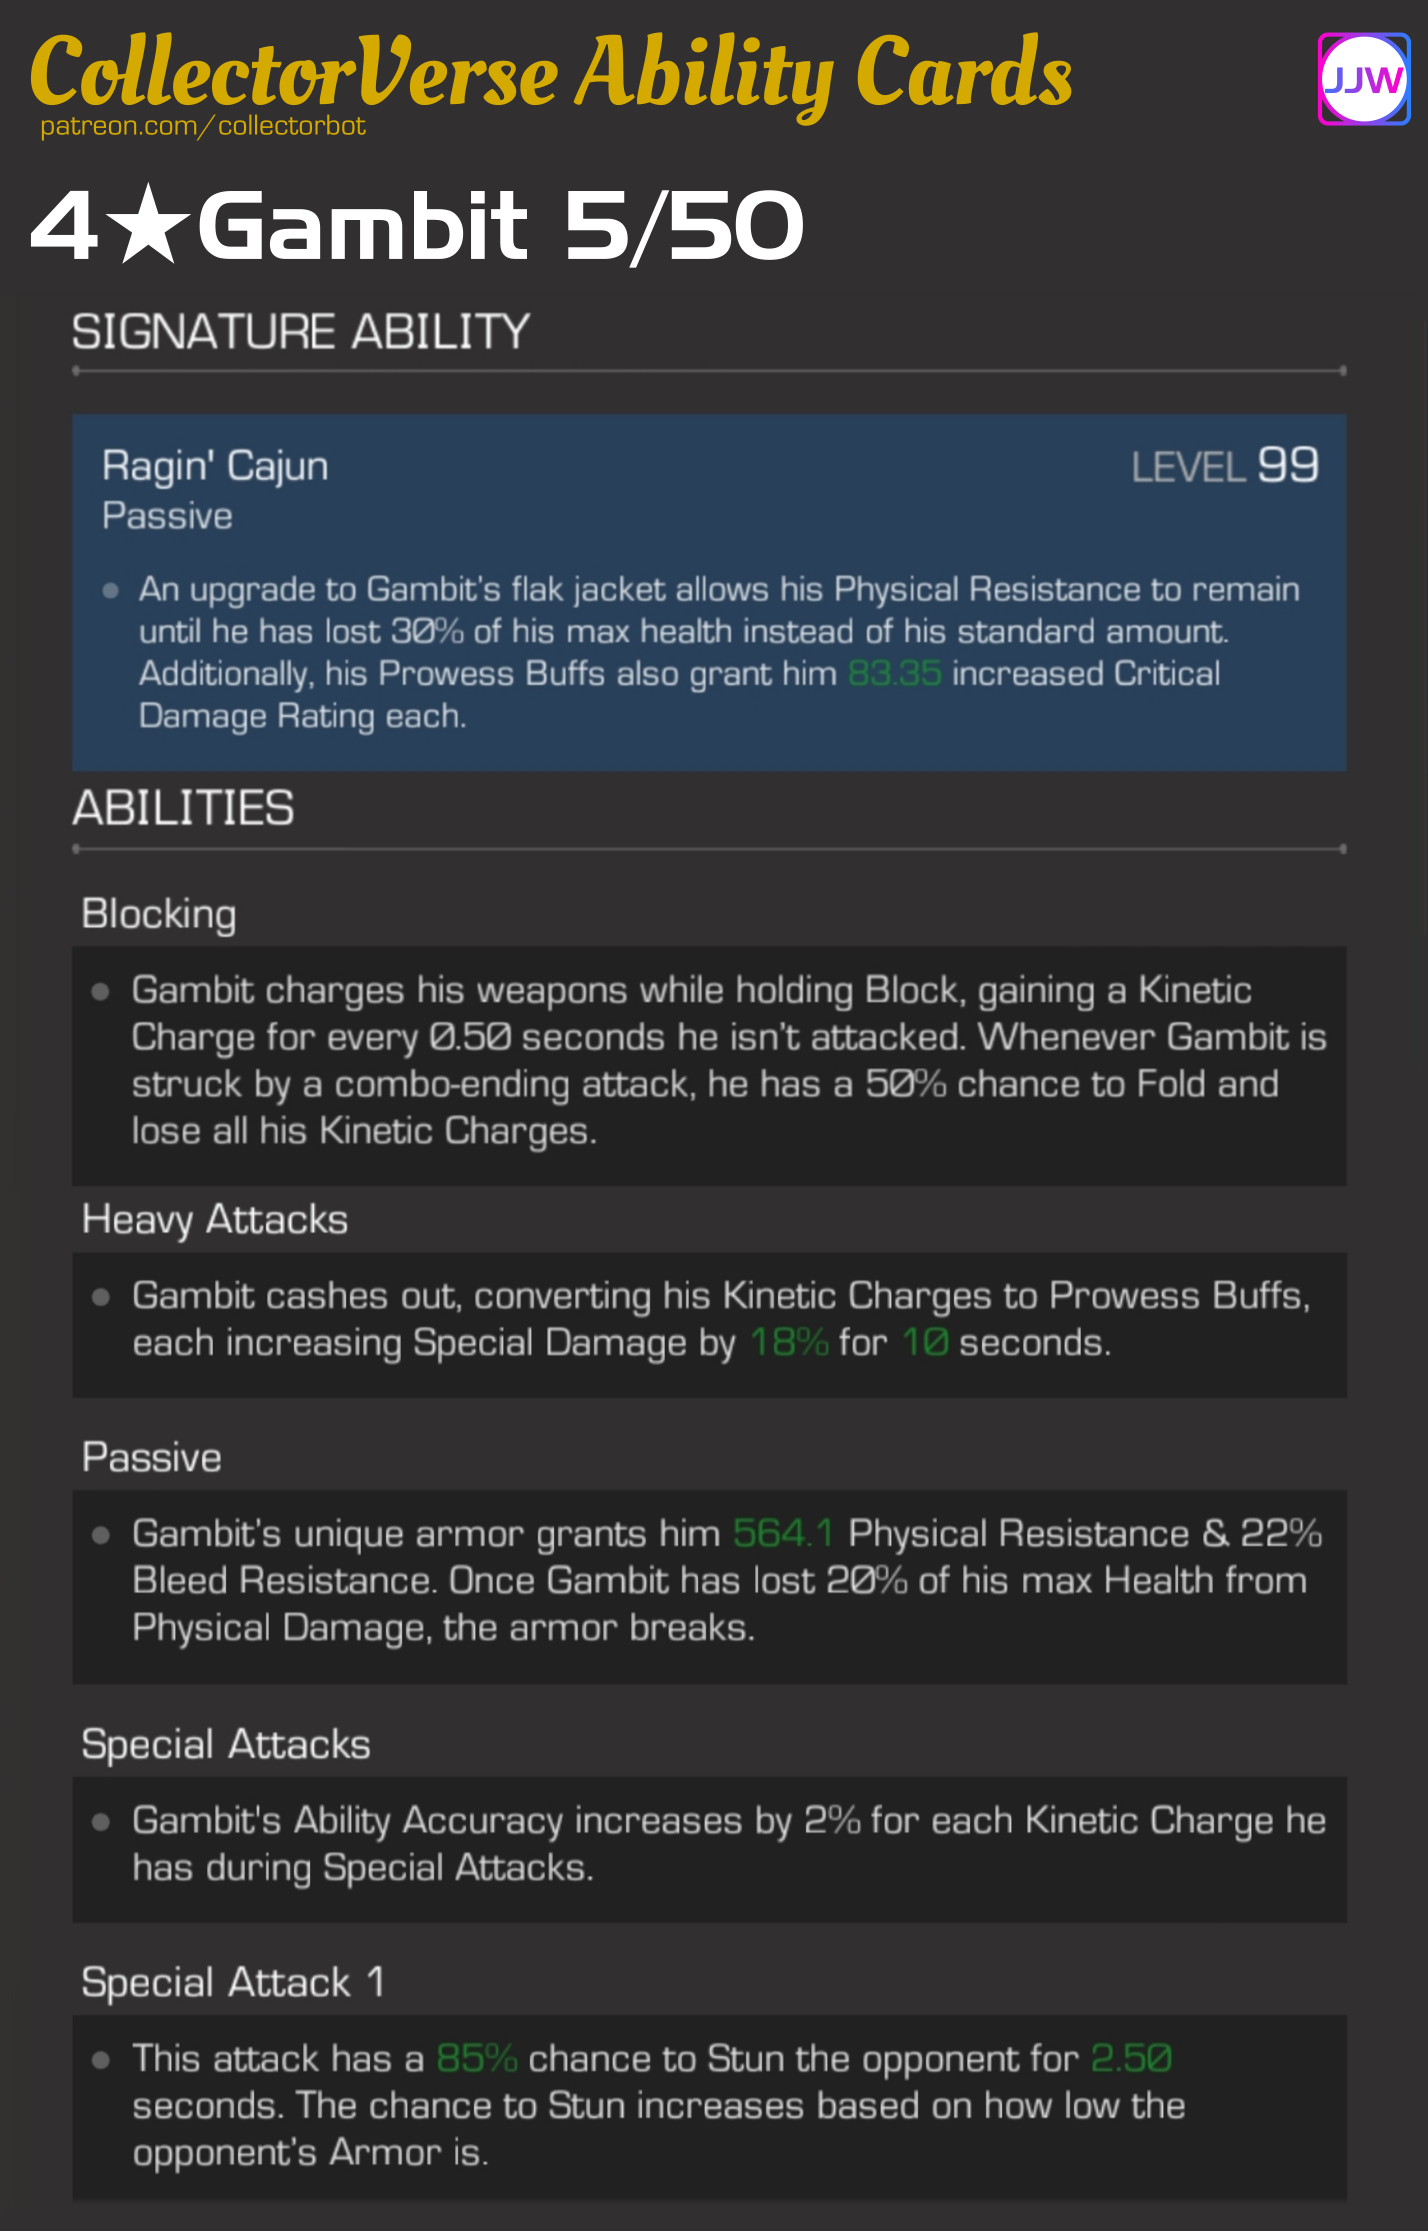 CollectorVerse Ability Cards
JJW
patreon.com/collectorbot
4★Gambit 5/50
SIGNATURE ABILITY
Ragin' Cajun
LEVEL 99
Passive
An upgrade to Gambit's flak jacket allows his Physical Resistance to remain
until he has lost 30% of his max health instead of his standard amount.
Additionally, his Prowess Buffs also grant him 83.35 increased Critical
Damage Rating each.
ABILITIES
Blocking
Gambit charges his weapons while holding Block, gaining a Kinetic
Charge for every 0.50 seconds he isn't attacked. Whenever Gambit is
struck by a combo-ending attack, he has a 50% chance to Fold and
lose all his Kinetic Charges.
Heavy Attacks
Gambit cashes out, converting his Kinetic Charges to Prowess Buffs,
each increasing Special Damage by 18% for 10 seconds.
Passive
Gambit's unique armor grants him 564.1 Physical Resistance & 22%
Bleed Resistance. Once Gambit has lost 20% of his max Health from
Physical Damage, the armor breaks.
Special Attacks
Gambit's Ability Accuracy increases by 2% for each Kinetic Charge he
has during Special Attacks.
Special Attack 1
This attack has a 85% chance to Stun the opponent for 2.50
seconds. The chance to Stun increases based on how low the
opponent's Armor is.